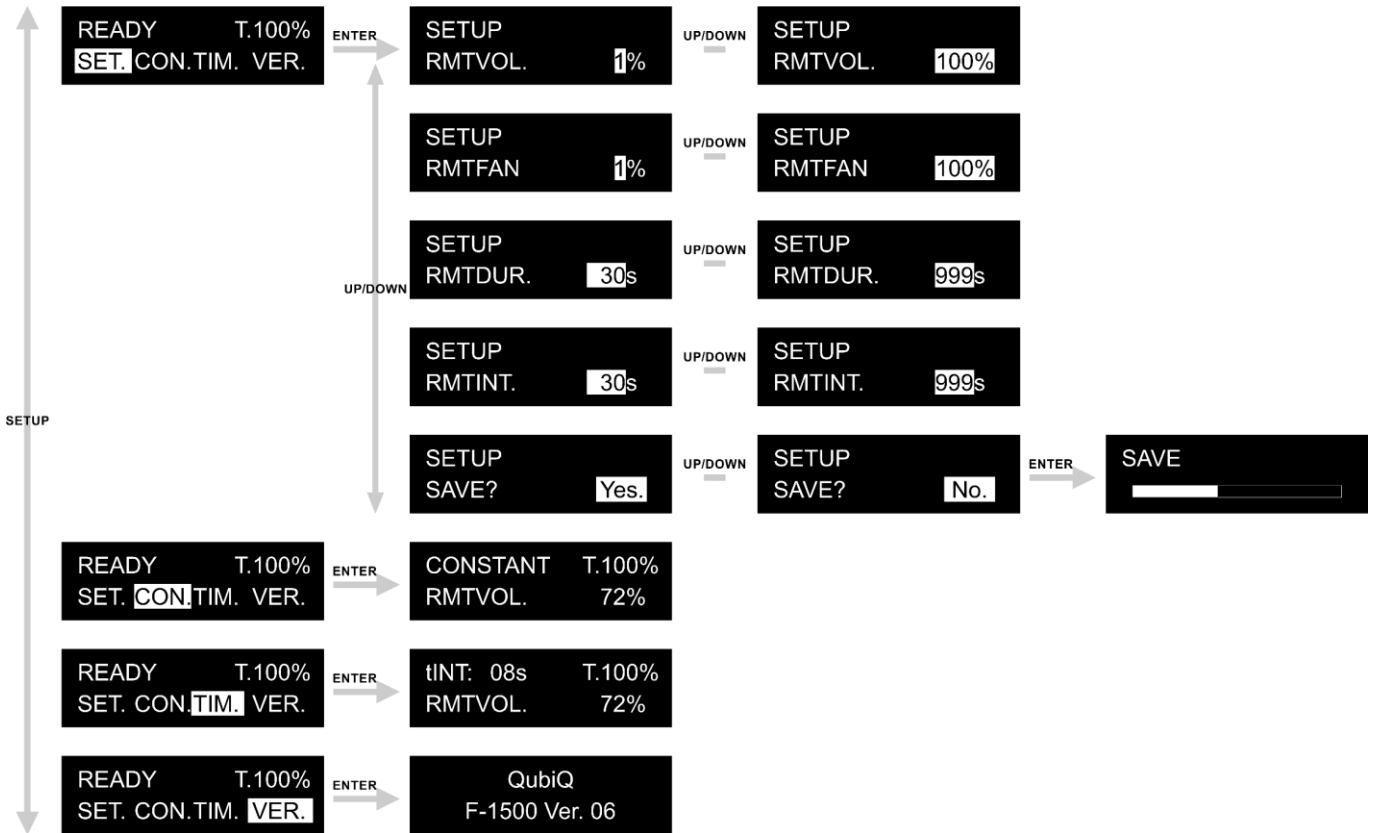 READY T.100%
SET. CON.TIM. VER.
ENTER
SETUP
RMTVOL. 1%
UP/DOWN
SETUP
RMTVOL. 100%
SETUP
RMTFAN 1%
UP/DOWN
SETUP
RMTFAN 100%
SETUP
RMTDUR. 30s
UP/DOWN
SETUP
RMTDUR. 999s
UP/DOWN
SETUP
RMTINT. 30s
UP/DOWN
SETUP
RMTINT. 999s
SETUP
SETUP
SAVE? Yes.
UP/DOWN
SETUP
SAVE? No.
ENTER
SAVE
READY T.100%
SET. CON.TIM. VER.
ENTER
CONSTANT T.100%
RMTVOL. 72%
READY T.100%
SET. CON.TIM. VER.
ENTER
tINT: 08s T.100%
RMTVOL. 72%
READY T.100%
SET. CON.TIM. VER.
ENTER
QubiQ
F-1500 Ver. 06